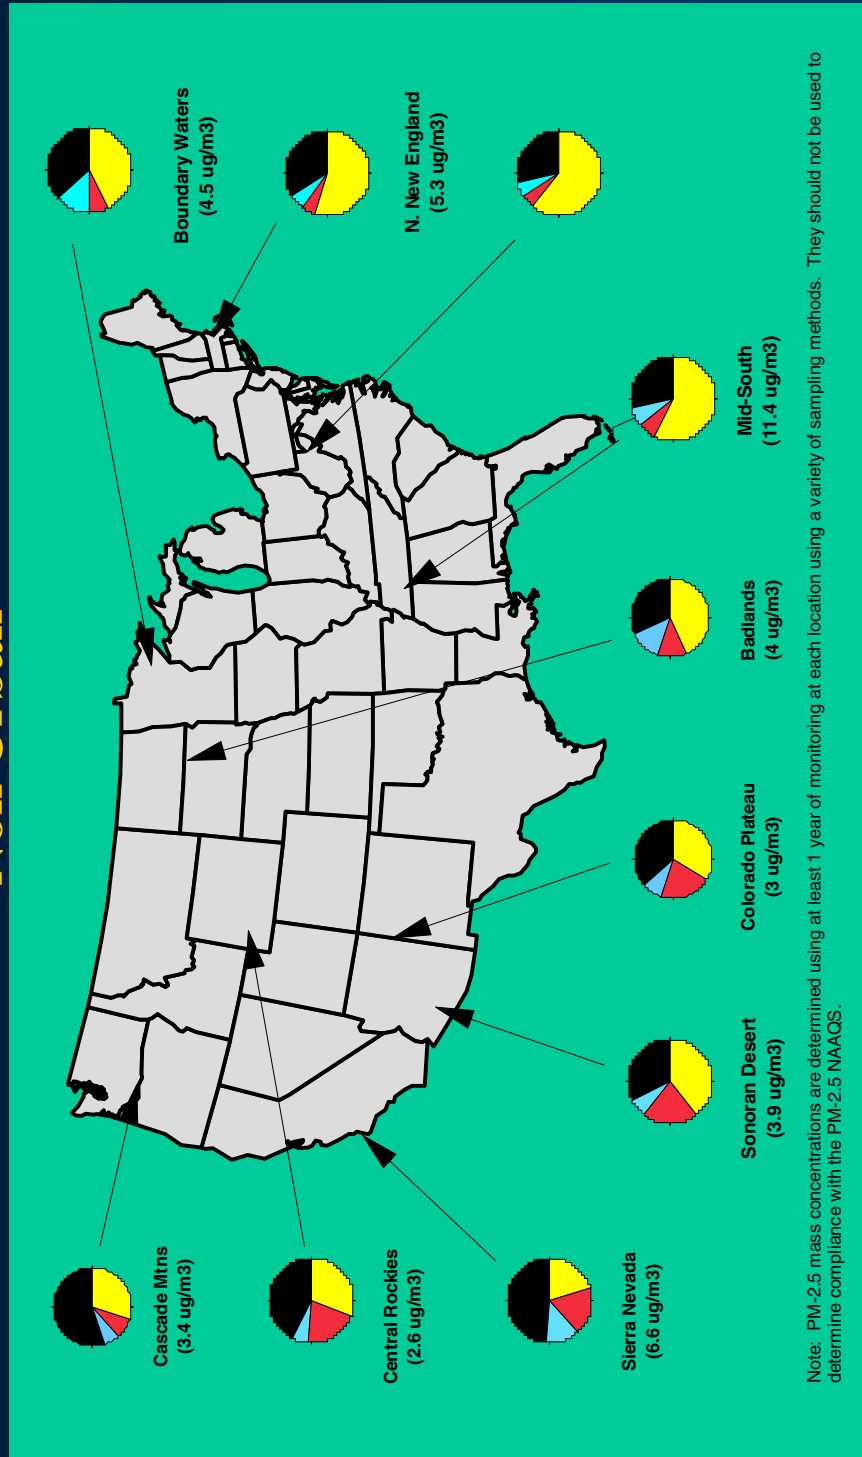 Cascade Mtns
(3.4 ug/m3)
Boundary Waters
(4.5 ug/m3)
Central Rockies
(2.6 ug/m3)
N. New England
(5.3 ug/m3)
Sierra Nevada
(6.6 ug/m3)
Sonoran Desert
(3.9 ug/m3)
Colorado Plateau
(3 ug/m3)
Badlands
(4 ug/m3)
Mid-South
(11.4 ug/m3)
Note: PM-2.5 mass concentrations are determined using at least 1 year of monitoring at each location using a variety of sampling methods. They should not be used to
determine compliance with the PM-2.5 NAAQS.